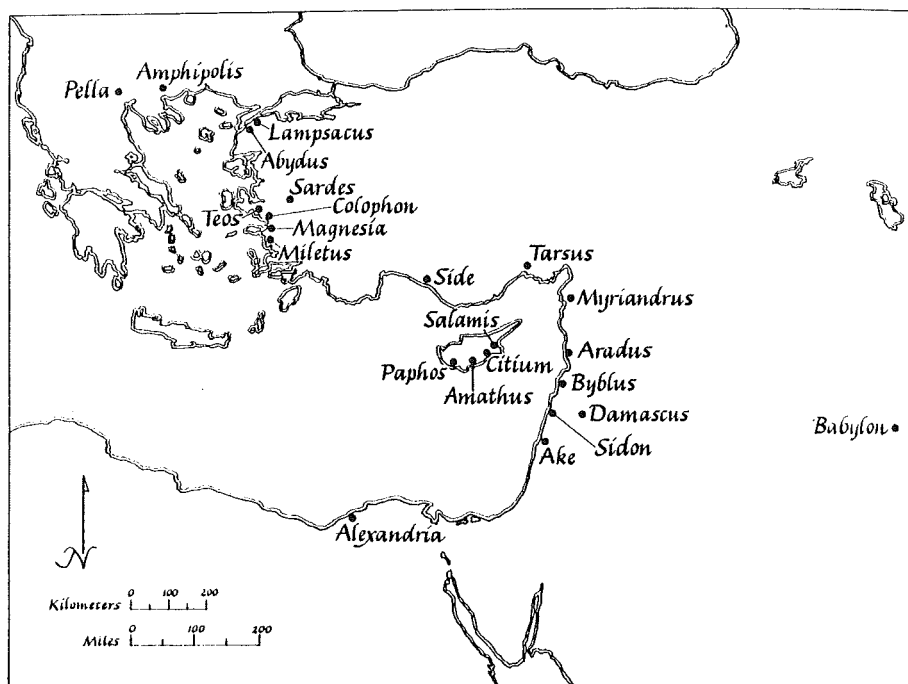 Amphipolis
Pella
Lampsacus
Abydus
Sardes
Teos
Colophon
Magnesia
Miletus
Tarsus
Side
Myriandrus
Salamis
Aradus
Citium
Paphos
Amathus
Byblus
Damascus
Sidon
Babylon
Ake
Alexandria
N
Kilometers 0 100 200
Miles 0 100 200